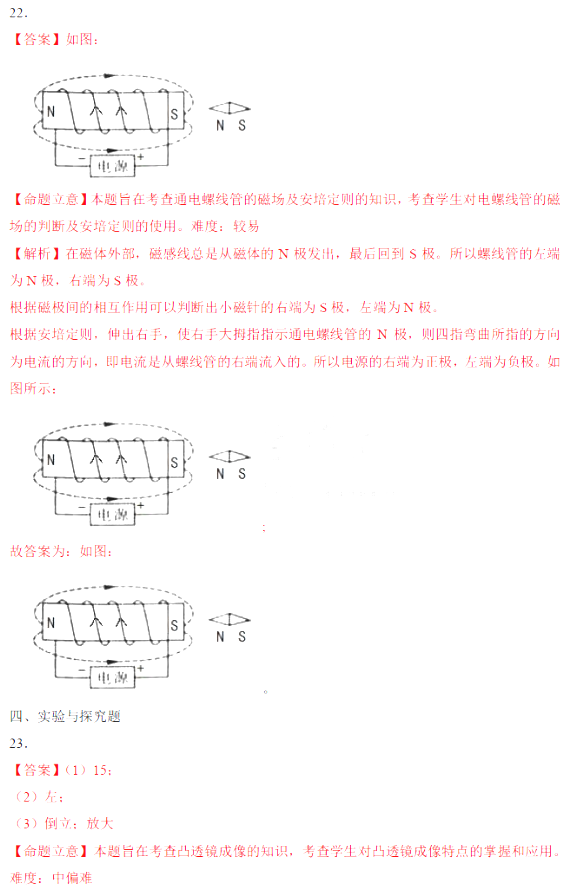 22.
【答案】如图：
N S
N S
－ 电源 +
【命题立意】本题旨在考查通电螺线管的磁场及安培定则的知识，考查学生对电螺线管的磁
场的判断及安培定则的使用。难度：较易
【解析】在磁体外部，磁感线总是从磁体的 N 极发出，最后回到 S 极。所以螺线管的左端
为 N 极，右端为 S 极。
根据磁极间的相互作用可以判断出小磁针的右端为 S 极，左端为 N 极。
根据安培定则，伸出右手，使右手大拇指指示通电螺线管的 N 极，则四指弯曲所指的方向
为电流的方向，即电流是从螺线管的右端流入的。所以电源的右端为正极，左端为负极。如
图所示：
N S
N S
－ 电源 +
；
故答案为：如图：
N S
N S
－ 电源 +
。
四、实验与探究题
23.
【答案】（1）15；
（2）左；
（3）倒立；放大
【命题立意】本题旨在考查凸透镜成像的知识，考查学生对凸透镜成像特点的掌握和应用。
难度：中偏难